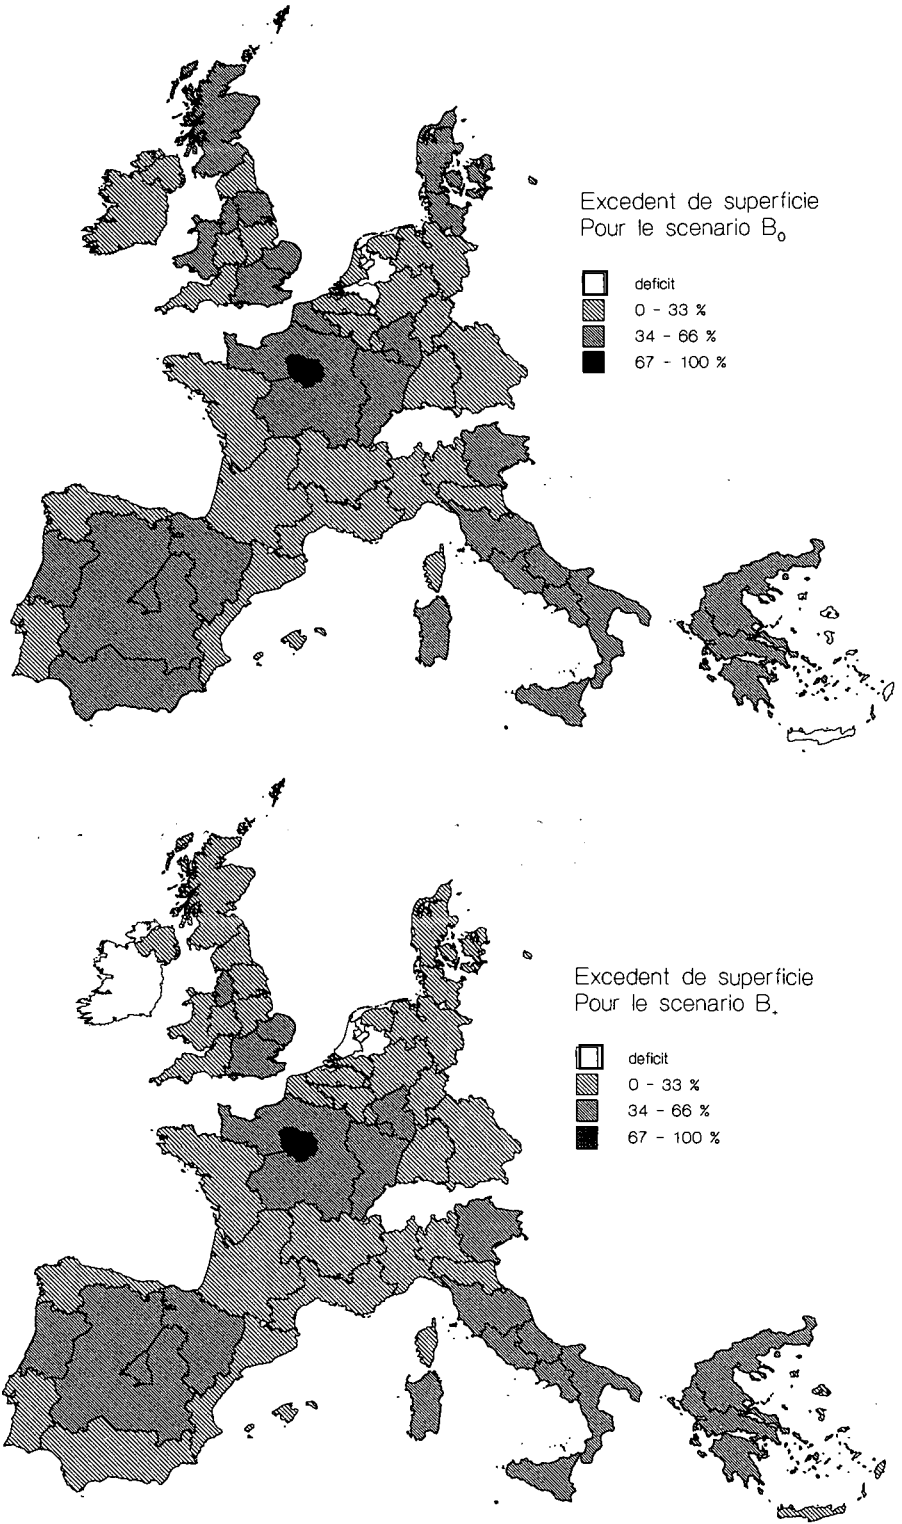 Excedent de superficie
Pour le scenario B₀
deficit
0 - 33 %
34 - 66 %
67 - 100 %
Excedent de superficie
Pour le scenario B₊
deficit
0 - 33 %
34 - 66 %
67 - 100 %